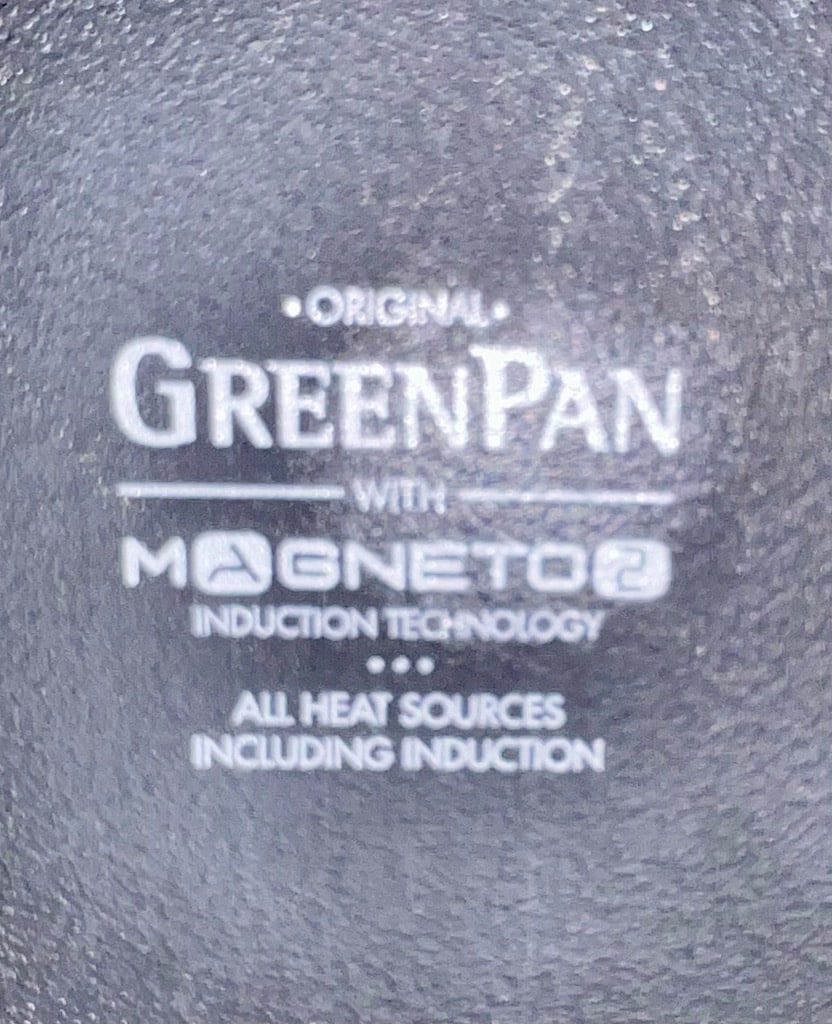 •ORIGINAL•
GREENPAN
WITH
MAGNETO2
INDUCTION TECHNOLOGY
•••
ALL HEAT SOURCES
INCLUDING INDUCTION